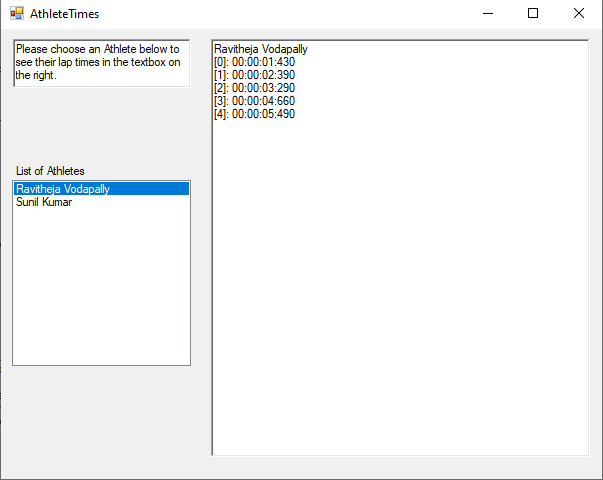 AthleteTimes
Please choose an Athlete below to
see their lap times in the textbox on
the right.
List of Athletes
Ravitheja Vodapally
Sunil Kumar
Ravitheja Vodapally
[0]: 00:00:01:430
[1]: 00:00:02:390
[2]: 00:00:03:290
[3]: 00:00:04:660
[4]: 00:00:05:490